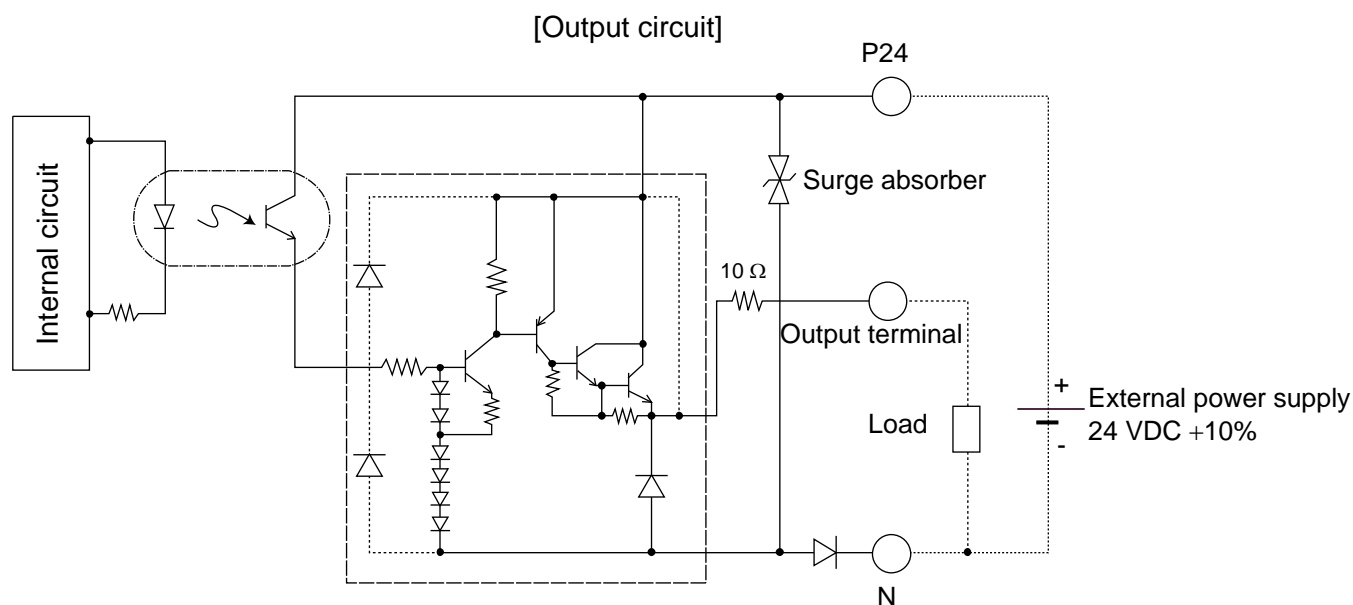 [Output circuit]
P24
Internal circuit
Surge absorber
10 Ω
Output terminal
Load
+
External power supply
24 VDC +10%
-
N